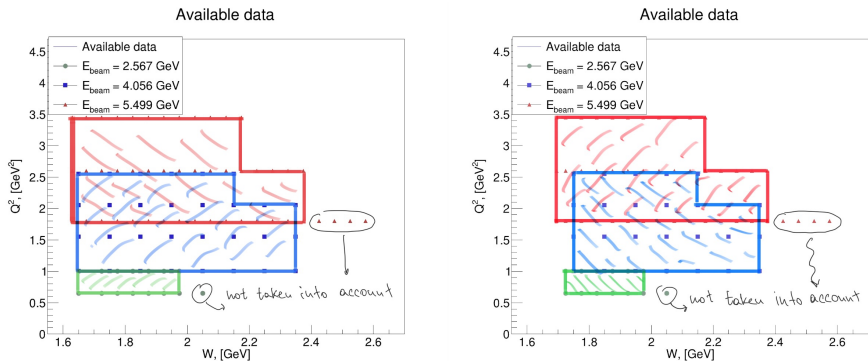 Available data
4.5
4
3.5
3
2.5
2
1.5
1
0.5
0
Q², [GeV²]
Available data
E_beam = 2.567 GeV
E_beam = 4.056 GeV
E_beam = 5.499 GeV
not taken into account
1.6 1.8 2 2.2 2.4 2.6
W, [GeV]
Available data
4.5
4
3.5
3
2.5
2
1.5
1
0.5
0
Q², [GeV²]
Available data
E_beam = 2.567 GeV
E_beam = 4.056 GeV
E_beam = 5.499 GeV
not taken into account
1.6 1.8 2 2.2 2.4 2.6
W, [GeV]